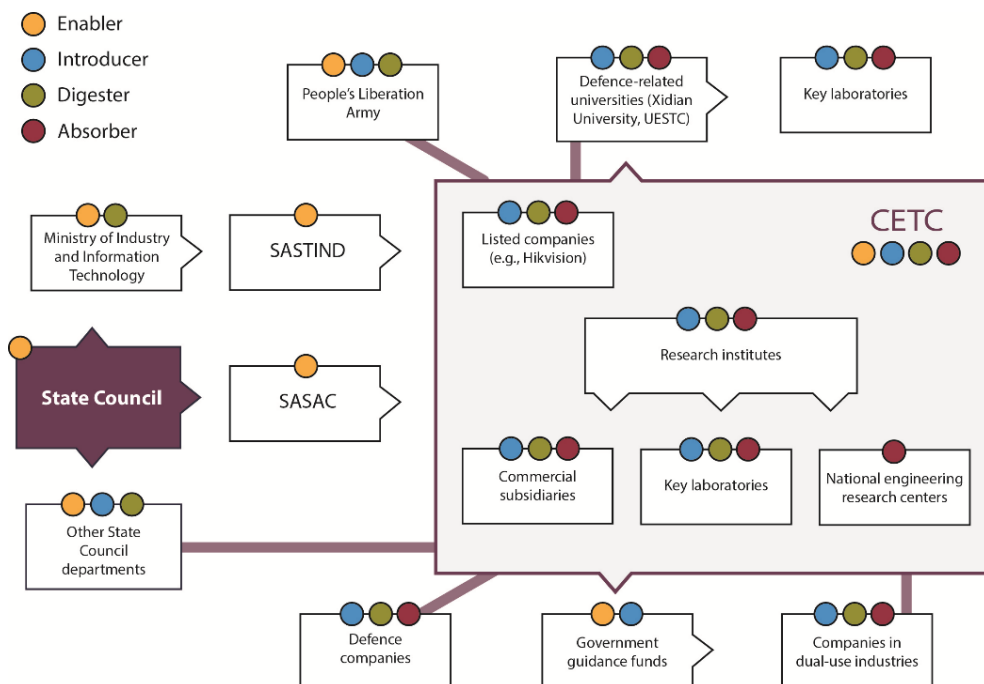 Enabler
Introducer
Digester
Absorber
People's Liberation
Army
Defence-related
universities (Xidian
University, UESTC)
Key laboratories
Ministry of Industry
and Information
Technology
SASTIND
Listed companies
(e.g., Hikvision)
CETC
Research institutes
State Council
SASAC
Commercial
subsidiaries
Key laboratories
National engineering
research centers
Other State
Council
departments
Defence
companies
Government
guidance funds
Companies in
dual-use industries